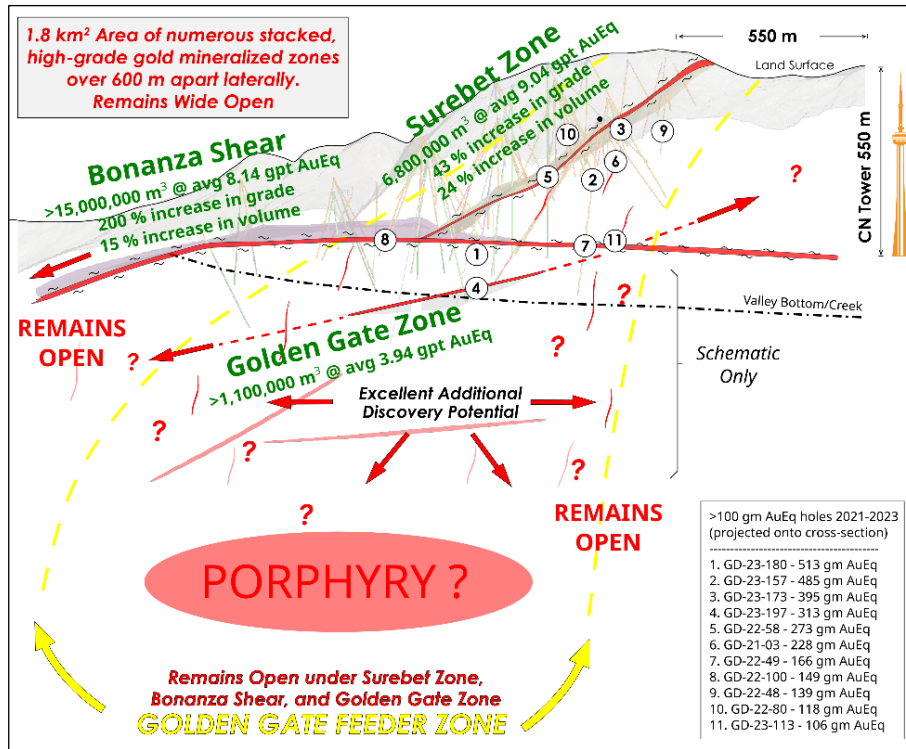 1.8 km² Area of numerous stacked,
high-grade gold mineralized zones
over 600 m apart laterally.
Remains Wide Open
550 m
Land Surface
CN Tower 550 m
Surebet Zone
6,800,000 m³ @ avg 9.04 gpt AuEq
43 % increase in grade
24 % increase in volume
Bonanza Shear
>15,000,000 m³ @ avg 8.14 gpt AuEq
200 % increase in grade
15 % increase in volume
10
3
9
5
2
6
?
8
1
7
11
4
?
Valley Bottom/Creek
REMAINS
OPEN
?
?
Golden Gate Zone
>1,100,000 m³ @ avg 3.94 gpt AuEq
Schematic
Only
Excellent Additional
Discovery Potential
?
?
?
?
?
REMAINS
OPEN
PORPHYRY ?
>100 gm AuEq holes 2021-2023
(projected onto cross-section)
----------------------------------------
1. GD-23-180 - 513 gm AuEq
2. GD-23-157 - 485 gm AuEq
3. GD-23-173 - 395 gm AuEq
4. GD-23-197 - 313 gm AuEq
5. GD-22-58 - 273 gm AuEq
6. GD-21-03 - 228 gm AuEq
7. GD-22-49 - 166 gm AuEq
8. GD-22-100 - 149 gm AuEq
9. GD-22-48 - 139 gm AuEq
10. GD-22-80 - 118 gm AuEq
11. GD-23-113 - 106 gm AuEq
Remains Open under Surebet Zone,
Bonanza Shear, and Golden Gate Zone
GOLDEN GATE FEEDER ZONE